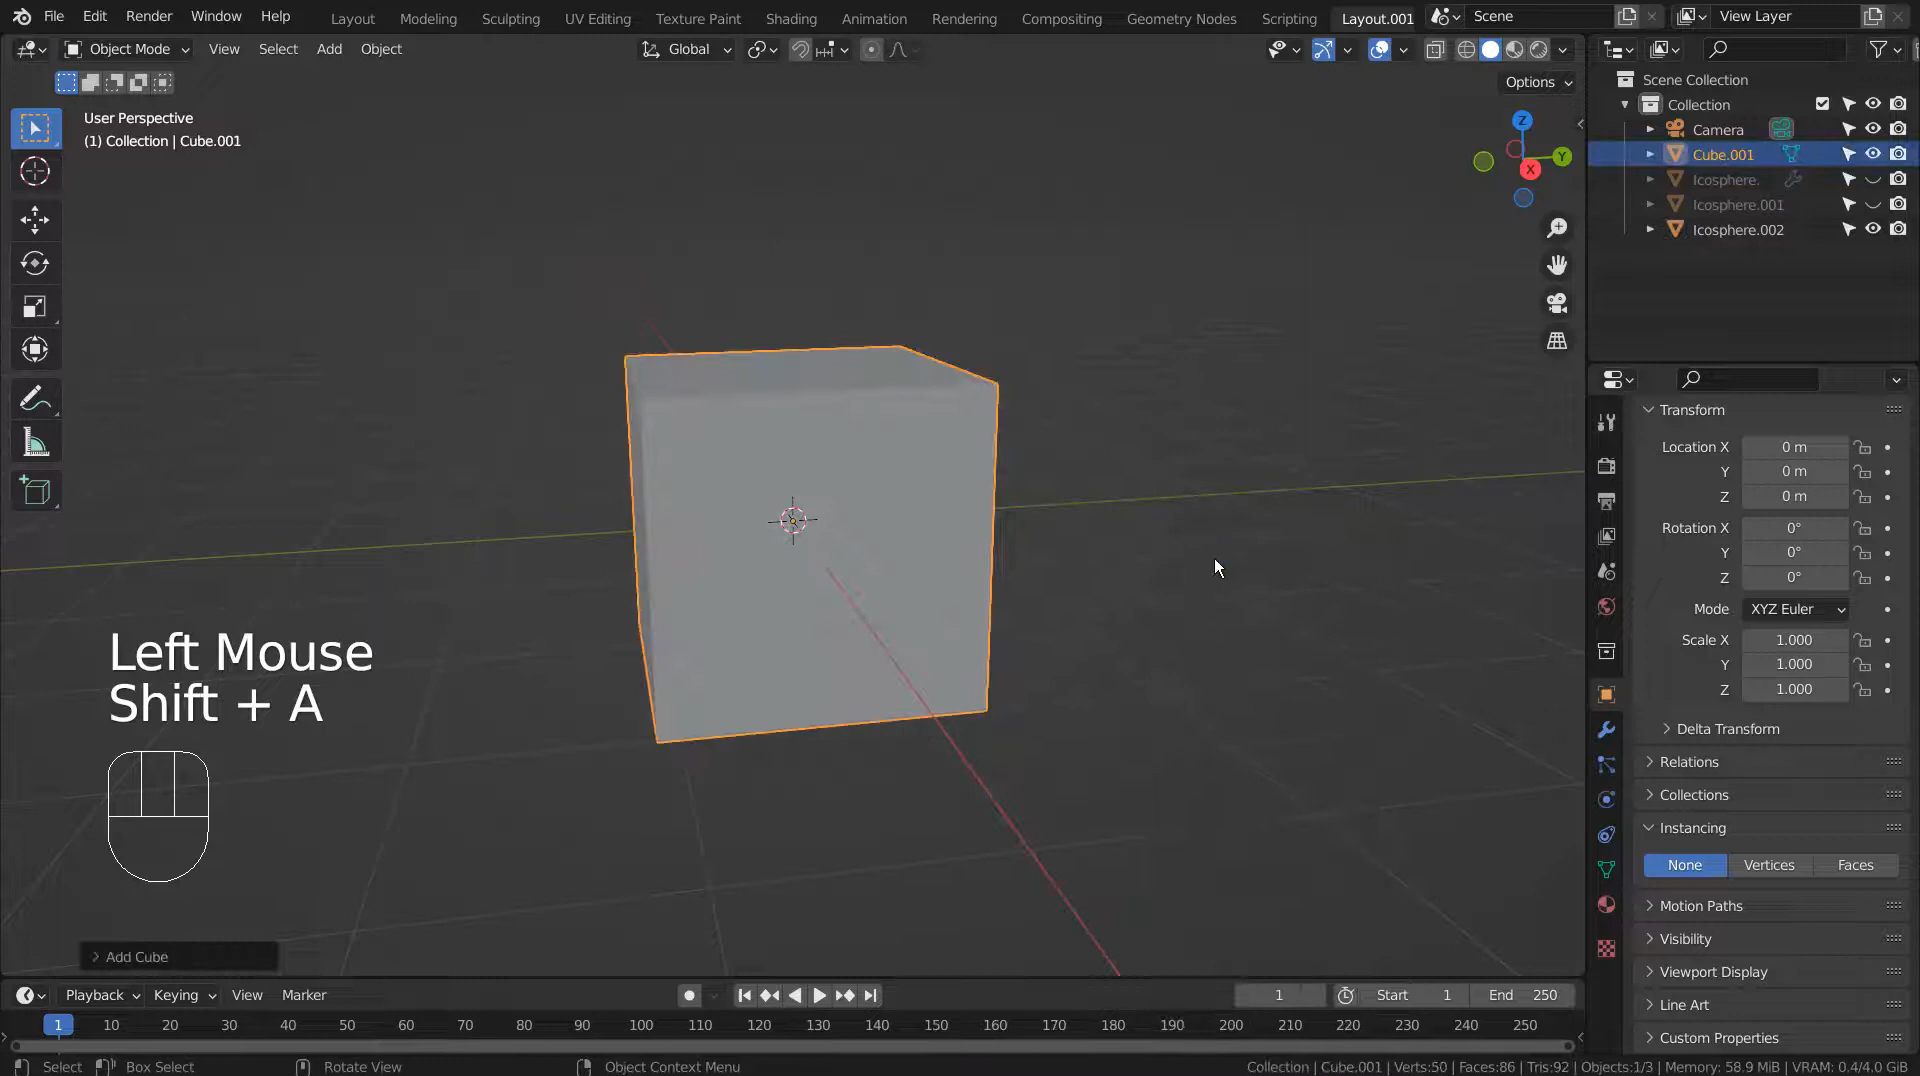 File Edit Render Window Help Layout Modeling Sculpting UV Editing Texture Paint Shading Animation Rendering Compositing Geometry Nodes Scripting Layout.001 Scene View Layer
Object Mode View Select Add Object Global
Options
User Perspective
(1) Collection | Cube.001
Z
Y
X
Scene Collection
Collection
Camera
Cube.001
Icosphere.
Icosphere.001
Icosphere.002
Transform
Location X 0 m
Y 0 m
Z 0 m
Rotation X 0°
Y 0°
Z 0°
Mode XYZ Euler
Scale X 1.000
Y 1.000
Z 1.000
Delta Transform
Relations
Collections
Instancing
None Vertices Faces
Motion Paths
Visibility
Viewport Display
Line Art
Custom Properties
Left Mouse
Shift + A
Add Cube
Playback Keying View Marker 1 Start 1 End 250
1 10 20 30 40 50 60 70 80 90 100 110 120 130 140 150 160 170 180 190 200 210 220 230 240 250
Select Box Select Rotate View Object Context Menu Collection | Cube.001 | Verts:50 | Faces:86 | Tris:92 | Objects:1/3 | Memory: 58.9 MiB | VRAM: 0.4/4.0 GiB